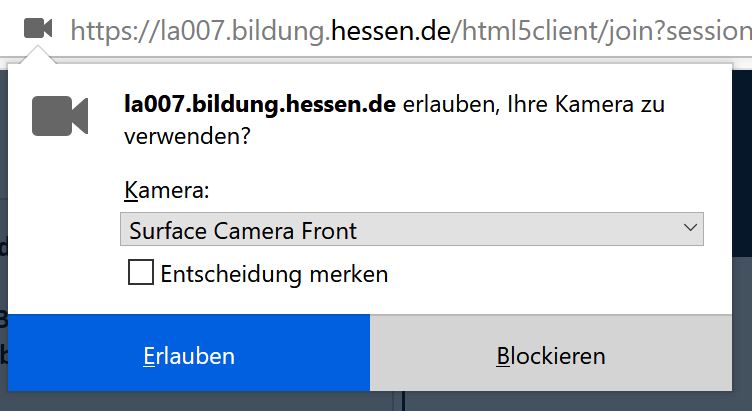 https://la007.bildung.hessen.de/html5client/join?session
la007.bildung.hessen.de erlauben, Ihre Kamera zu
verwenden?
Kamera:
Surface Camera Front
Entscheidung merken
Erlauben
Blockieren